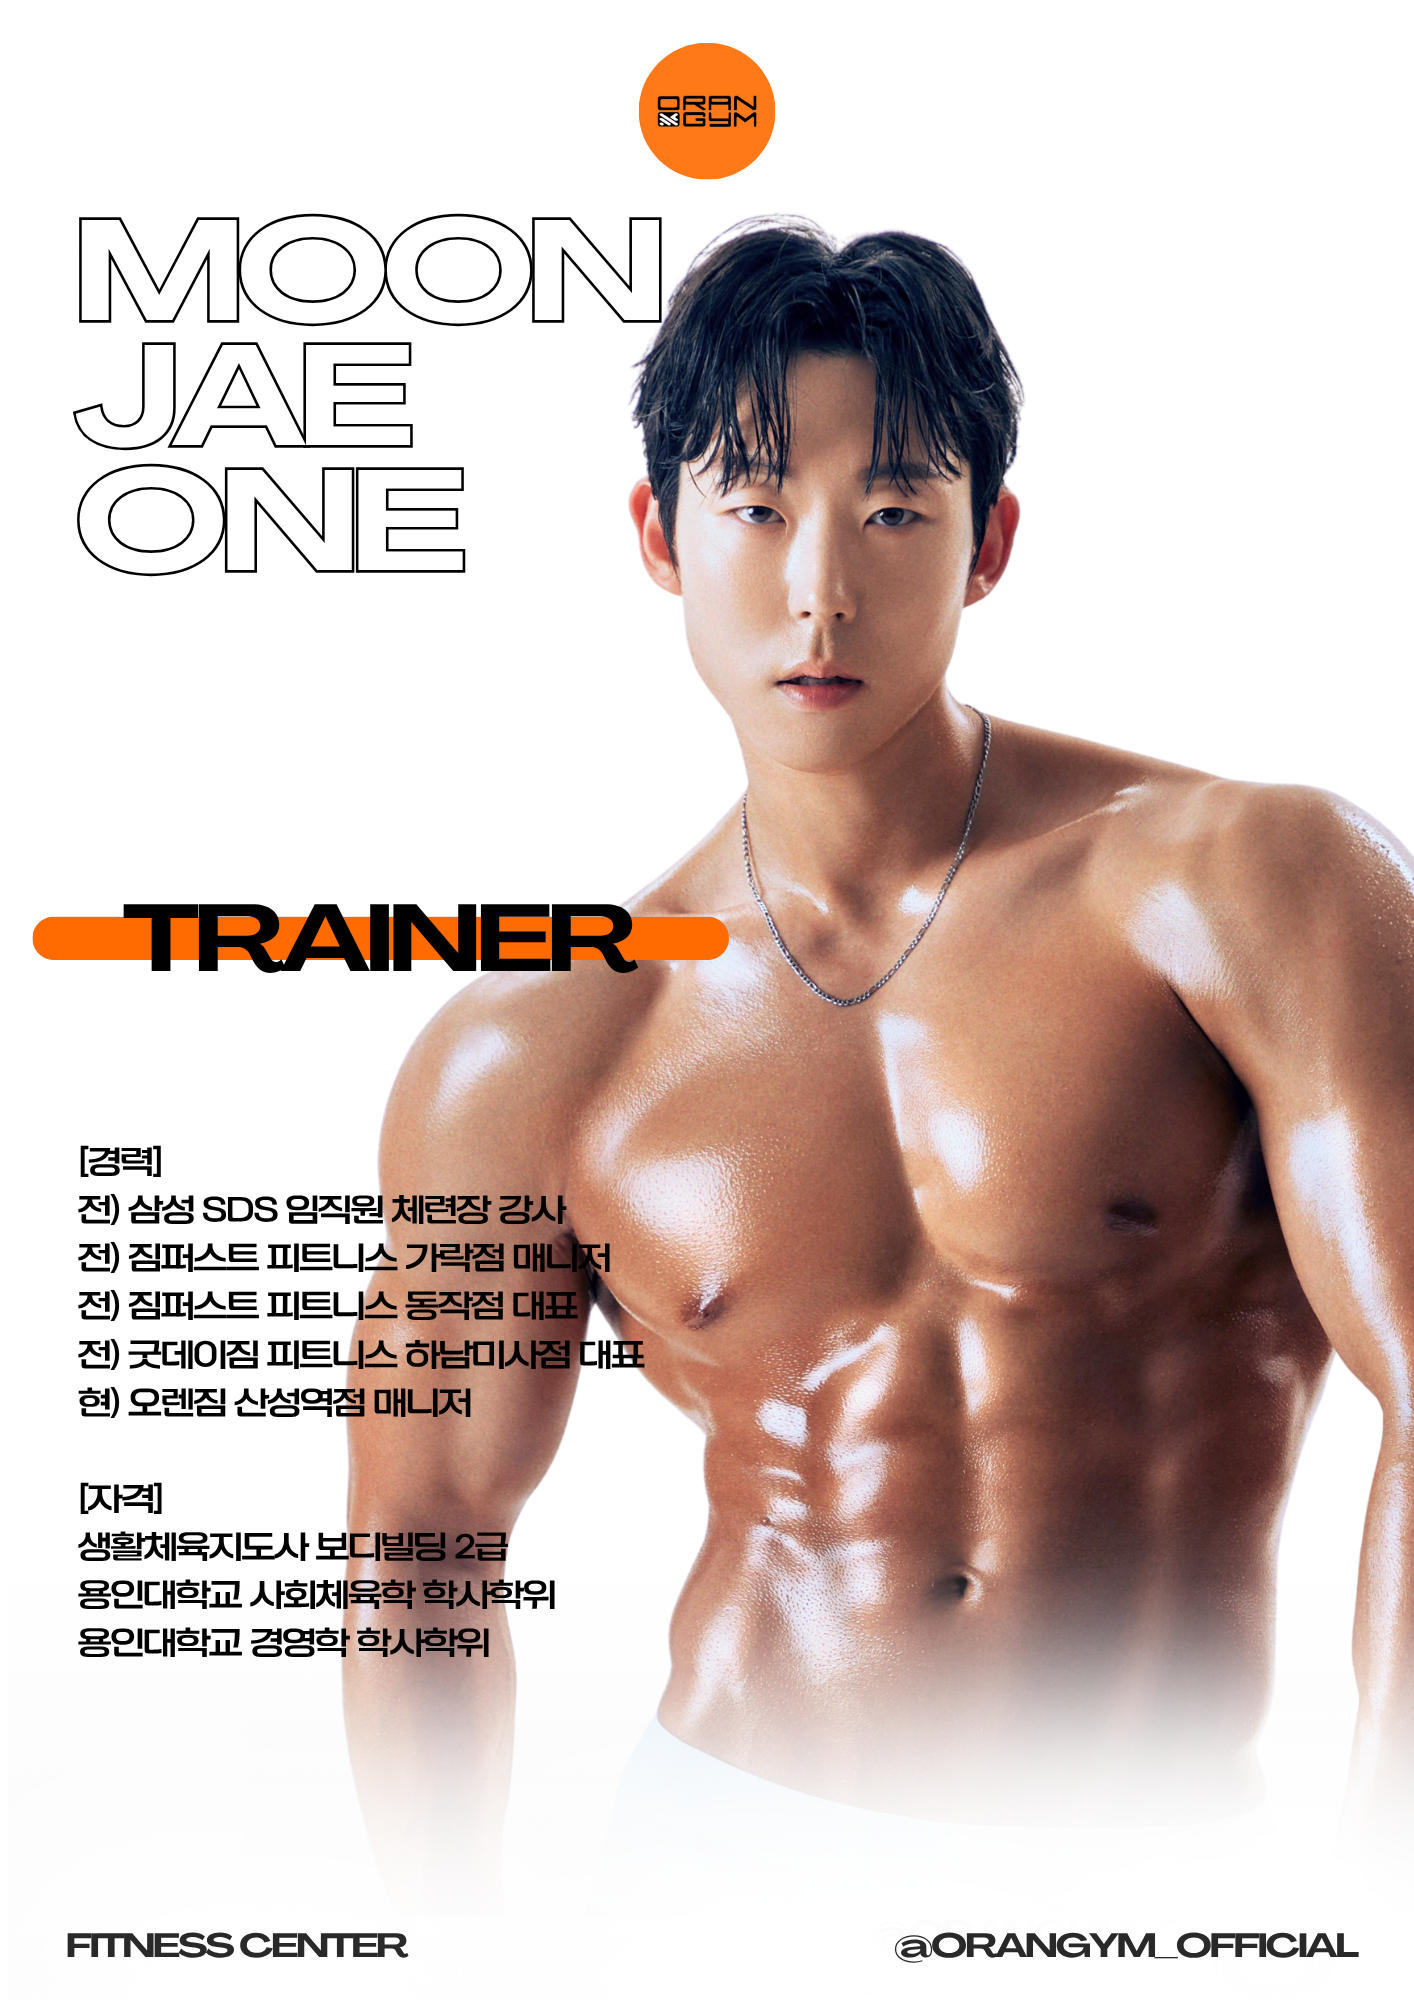 ORAN
GYM
MOON
JAE
ONE
TRAINER
[경력]
전) 삼성 SDS 임직원 체련장 강사
전) 짐퍼스트 피트니스 가락점 매니저
전) 짐퍼스트 피트니스 동작점 대표
전) 굿데이짐 피트니스 하남미사점 대표
현) 오렌짐 산성역점 매니저
[자격]
생활체육지도사 보디빌딩 2급
용인대학교 사회체육학 학사학위
용인대학교 경영학 학사학위
FITNESS CENTER
@ORANGYM_OFFICIAL